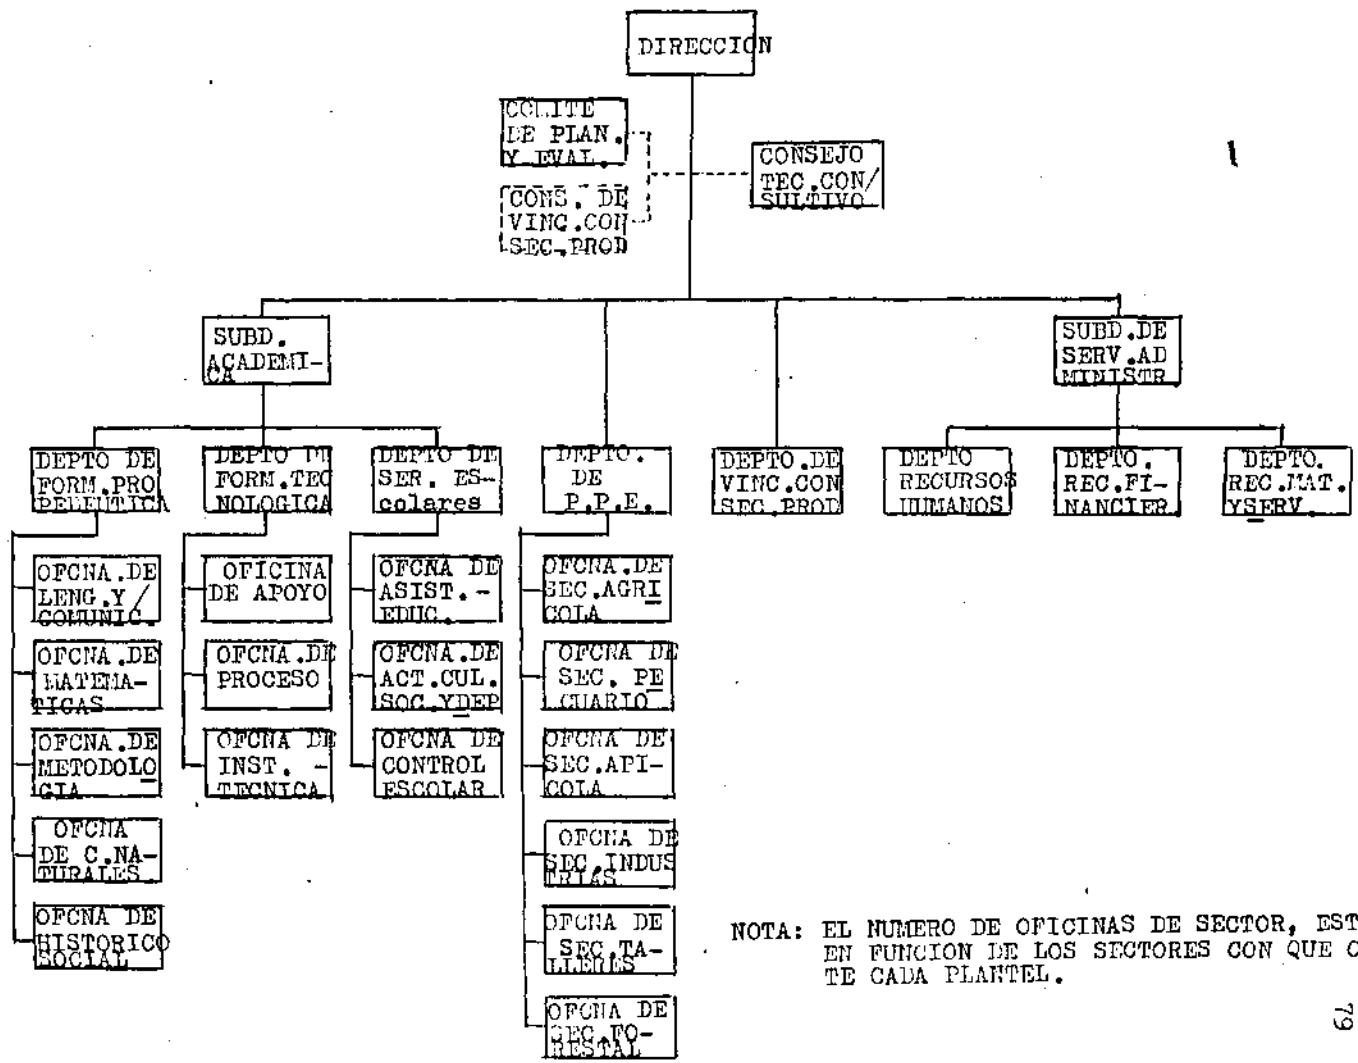 DIRECCION
COMITE
DE PLAN.
Y EVAL.
CONSEJO
TEC.CON/
SULTIVO
CONS. DE
VINC.CON
SEC.PROD
SUBD.
ACADEMI-
CA
SUBD.DE
SERV.AD
MINISTR
DEPTO DE
FORM.PRO
PEDEUTICA
DEPTO DE
FORM.TEC
NOLOGICA
DEPTO DE
SER. ES-
colares
DEPTO.
DE
P.P.E.
DEPTO.DE
VINC.CON
SEC.PROD
DEPTO
RECURSOS
HUMANOS
DEPTO.
REC.FI-
NANCIER
DEPTO.
REC.MAT.
YSERV.
OFCNA.DE
LENG.Y/
COMUNIC.
OFCNA.DE
MATEMA-
TICAS
OFCNA.DE
METODOLO
GIA
OFCNA
DE C.NA-
TURALES
OFCNA DE
HISTORICO
SOCIAL
OFICINA
DE APOYO
OFCNA.DE
PROCESO
OFCNA DE
INST. -
TECNICA
OFCNA DE
ASIST.-
EDUC.
OFCNA.DE
ACT.CUL.
SOC.YDEP
OFCNA DE
CONTROL
ESCOLAR
OFCNA.DE
SEC.AGRI
COLA
OFCNA DE
SEC. PE
CUARIO
OFCNA DE
SEC.API-
COLA
OFCNA DE
SEC.INDUS
TRIAS
OFCNA DE
SEC.TA-
LLERES
OFCNA DE
SEC.FO-
RESTAL
NOTA: EL NUMERO DE OFICINAS DE SECTOR, EST
EN FUNCION DE LOS SECTORES CON QUE C
TE CADA PLANTEL.
79